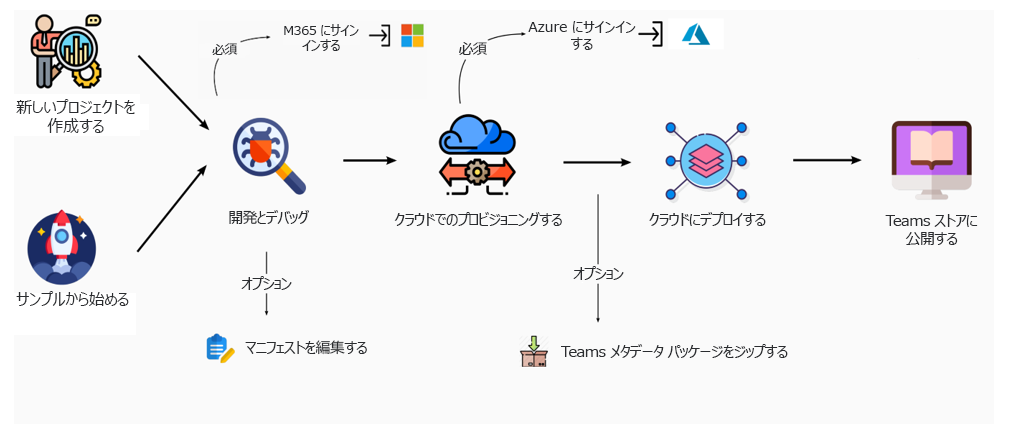 新しいプロジェクトを
作成する
サンプルから始める
必須
M365 にサイン
インする
開発とデバッグ
オプション
マニフェストを編集する
必須
Azure にサインイン
する
クラウドでのプロビジョニングする
オプション
Teams メタデータ パッケージをジップする
クラウドにデプロイする
Teams ストアに
公開する